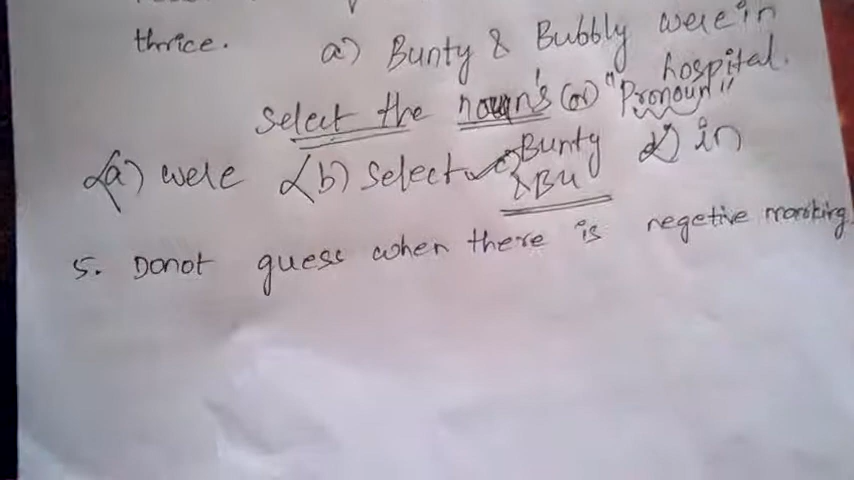 thrice. a) Bunty & Bubbly were in
hospital.
select the noun's (or) "Pronoun"
a) were b) select c) Bunty d) in
& Bu
5. Donot guess when there is negetive marking